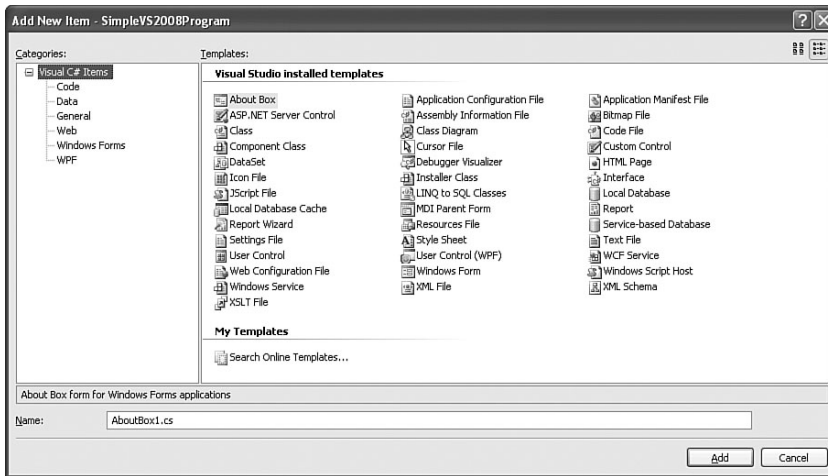 Add New Item - SimpleVS2008Program
Categories:
Templates:
Visual C# Items
Code
Data
General
Web
Windows Forms
WPF
Visual Studio installed templates
About Box
Application Configuration File
Application Manifest File
ASP.NET Server Control
Assembly Information File
Bitmap File
Class
Class Diagram
Code File
Component Class
Cursor File
Custom Control
DataSet
Debugger Visualizer
HTML Page
Icon File
Installer Class
Interface
JScript File
LINQ to SQL Classes
Local Database
Local Database Cache
MDI Parent Form
Report
Report Wizard
Resources File
Service-based Database
Settings File
Style Sheet
Text File
User Control
User Control (WPF)
WCF Service
Web Configuration File
Windows Form
Windows Script Host
Windows Service
XML File
XML Schema
XSLT File
My Templates
Search Online Templates...
About Box form for Windows Forms applications
Name:
AboutBox1.cs
Add
Cancel